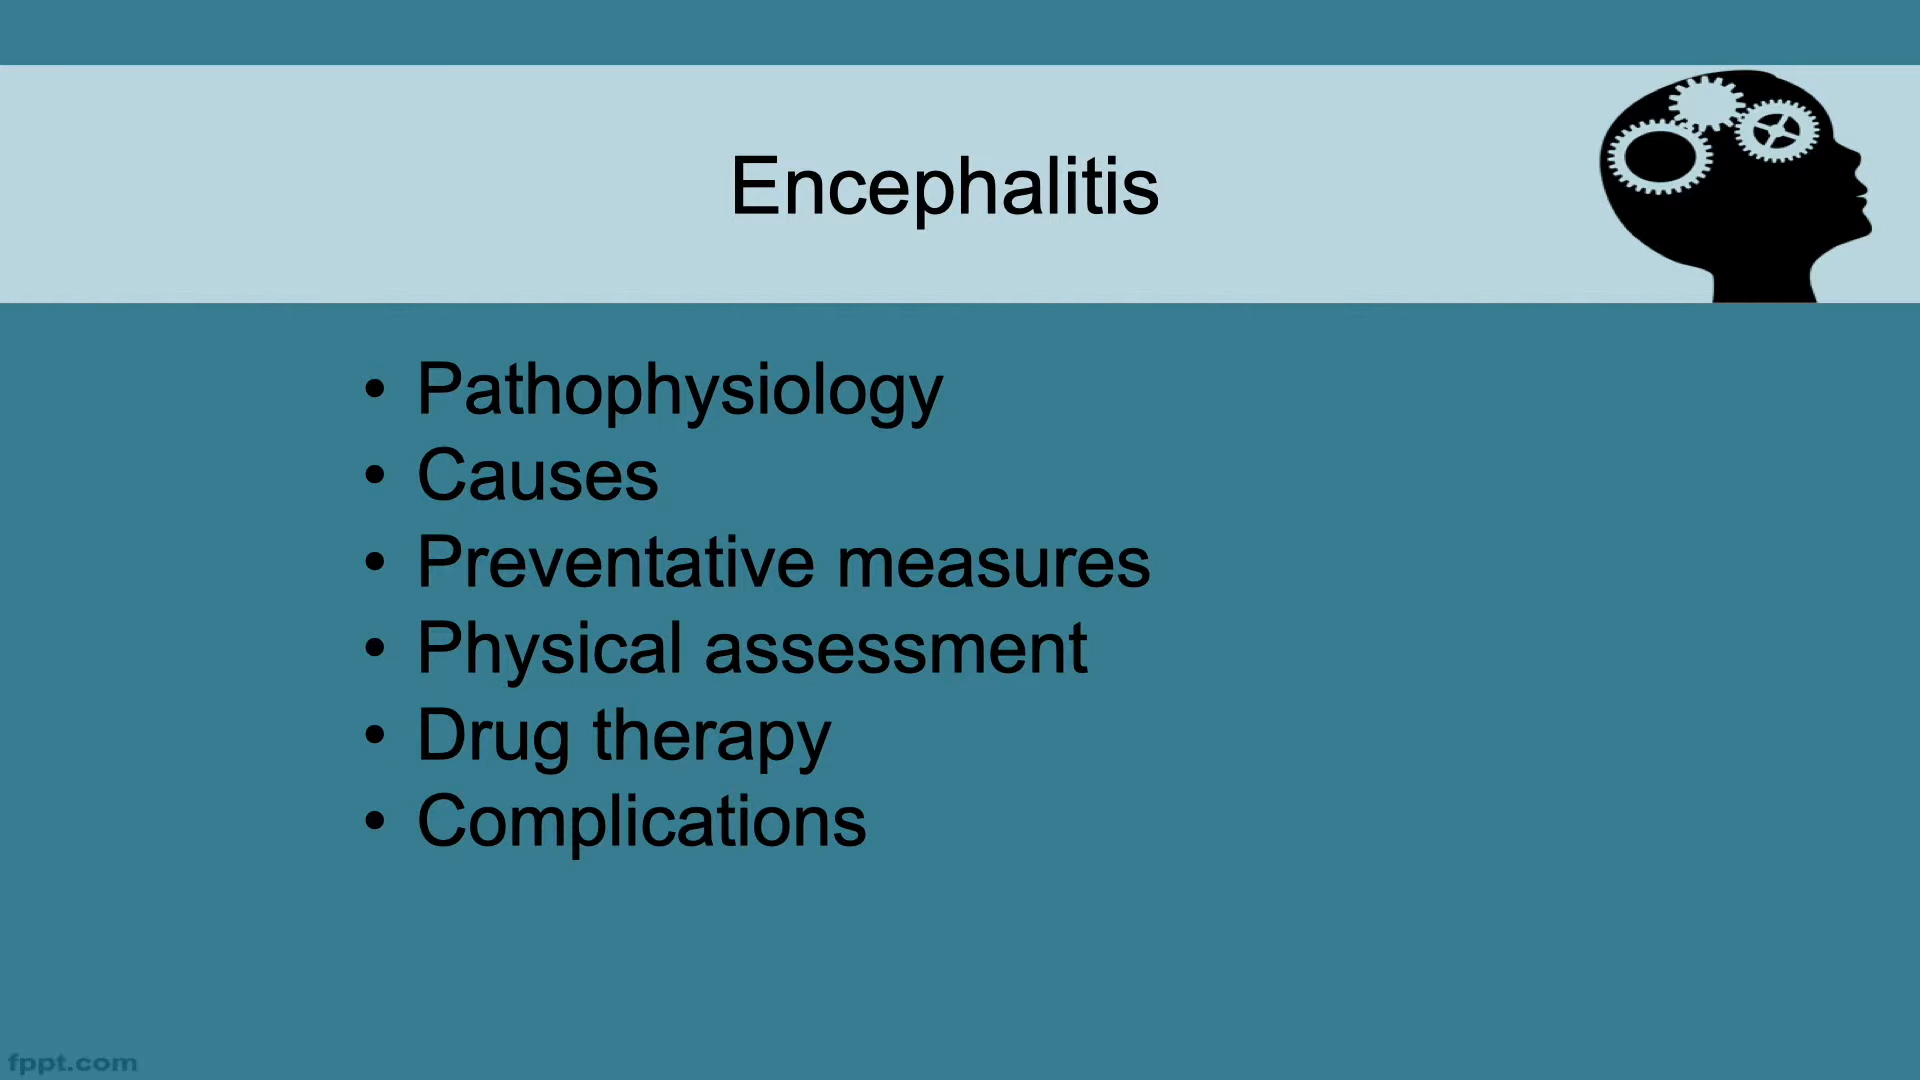 Encephalitis
• Pathophysiology
• Causes
• Preventative measures
• Physical assessment
• Drug therapy
• Complications
fppt.com